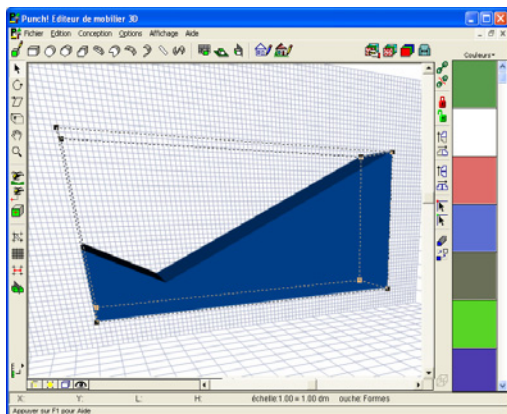 Punch! Editeur de mobilier 3D
Fichier Edition Conception Options Affichage Aide
Couleurs
X: Y: L: H: échelle:1.00 = 1.00 dm ouche: Formes
Appuyer sur F1 pour Aide